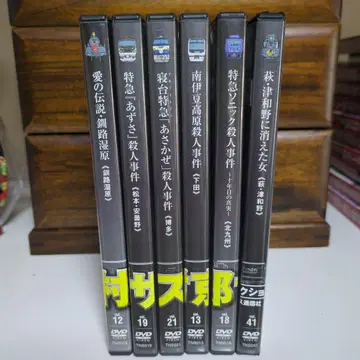 愛の伝説・釧路湿原
《釧路湿原》
村
12
DVD
特急「あずさ」殺人事件
《松本・安曇野》
サ
19
DVD
寝台特急「あさかぜ」殺人事件
《博多》
ズ
21
DVD
南伊豆高原殺人事件
《下田》
京
13
DVD
特急ソニック殺人事件
～十年目の真実～
《北九州》
18
DVD
萩・津和野に消えた女
《萩・津和野》
クショ
41
DVD